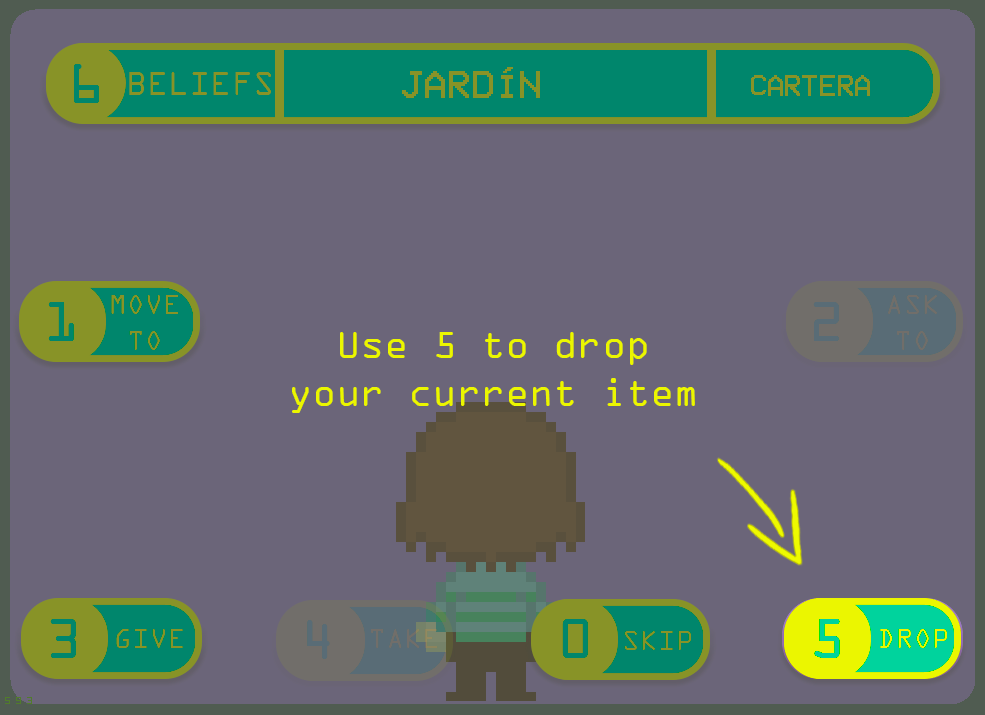 6 BELIEFS JARDÍN CARTERA
1 MOVE TO
2 ASK TO
Use 5 to drop
your current item
3 GIVE
4 TAKE
0 SKIP
5 DROP